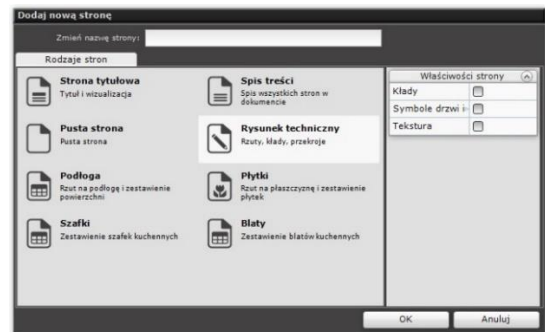 Dodaj nową stronę
Zmień nazwę strony:
Rodzaje stron
Strona tytułowa
Tytuł i wizualizacja
Spis treści
Spis wszystkich stron w
dokumencie
Pusta strona
Pusta strona
Rysunek techniczny
Rzuty, kłady, przekroje
Podłoga
Rzut na podłogę i zestawienie
powierzchni
Płytki
Rzut na płaszczyznę i zestawienie
płytek
Szafki
Zestawienie szafek kuchennych
Blaty
Zestawienie blatów kuchennych
Właściwości strony
Kłady
Symbole drzwi i
Tekstura
OK
Anuluj